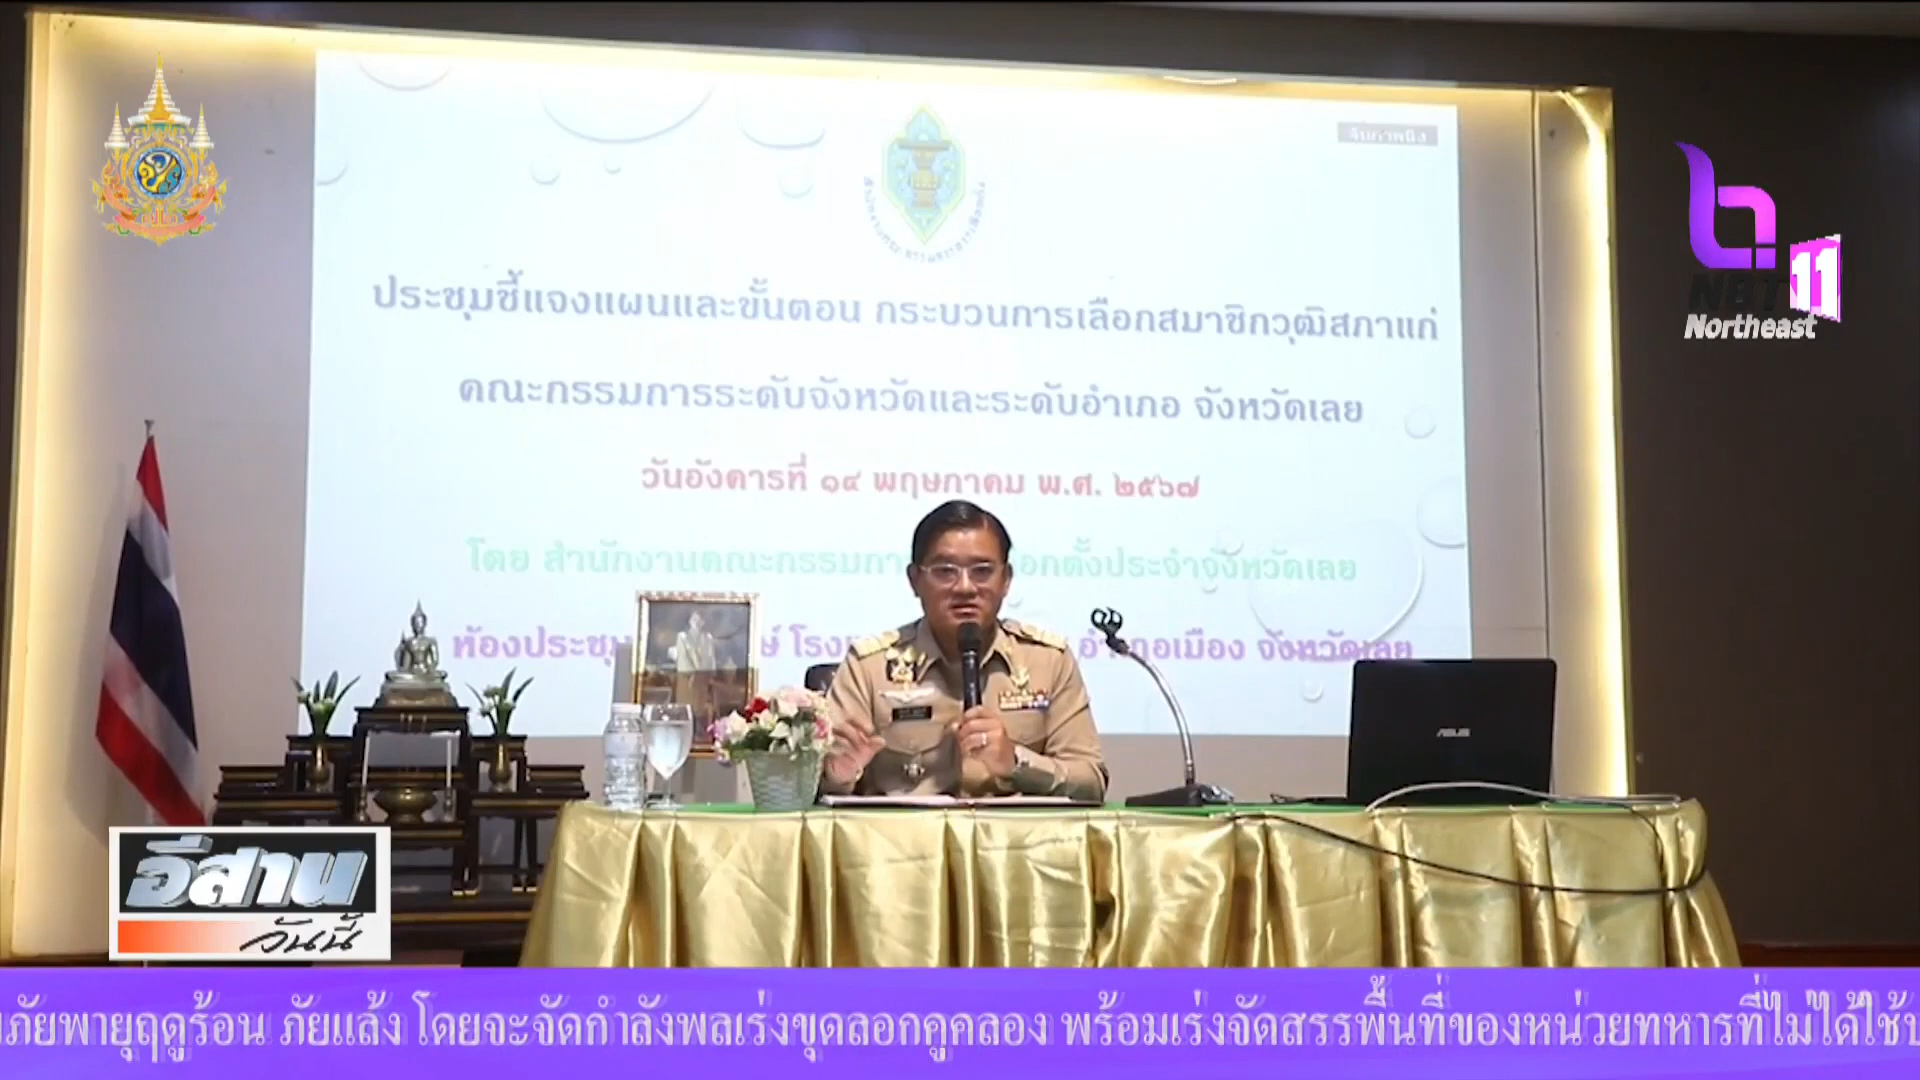 จับภาพนิ่ง
ประชุมชี้แจงแผนและขั้นตอน กระบวนการเลือกสมาชิกวุฒิสภาแก่
คณะกรรมการระดับจังหวัดและระดับอำเภอ จังหวัดเลย
วันอังคารที่ ๑๔ พฤษภาคม พ.ศ. ๒๕๖๗
โดย สำนักงานคณะกรรมกา อกตั้งประจำจังหวัดเลย
ห้องประชุม ษ์ โรง อำเภอเมือง จังหวัดเลย
NBT 11
Northeast
ASUS
อีสาน
วันนี้
ภัยพายุฤดูร้อน ภัยแล้ง โดยจะจัดกำลังพลเร่งขุดลอกคูคลอง พร้อมเร่งจัดสรรพื้นที่ของหน่วยทหารที่ไม่ได้ใช้